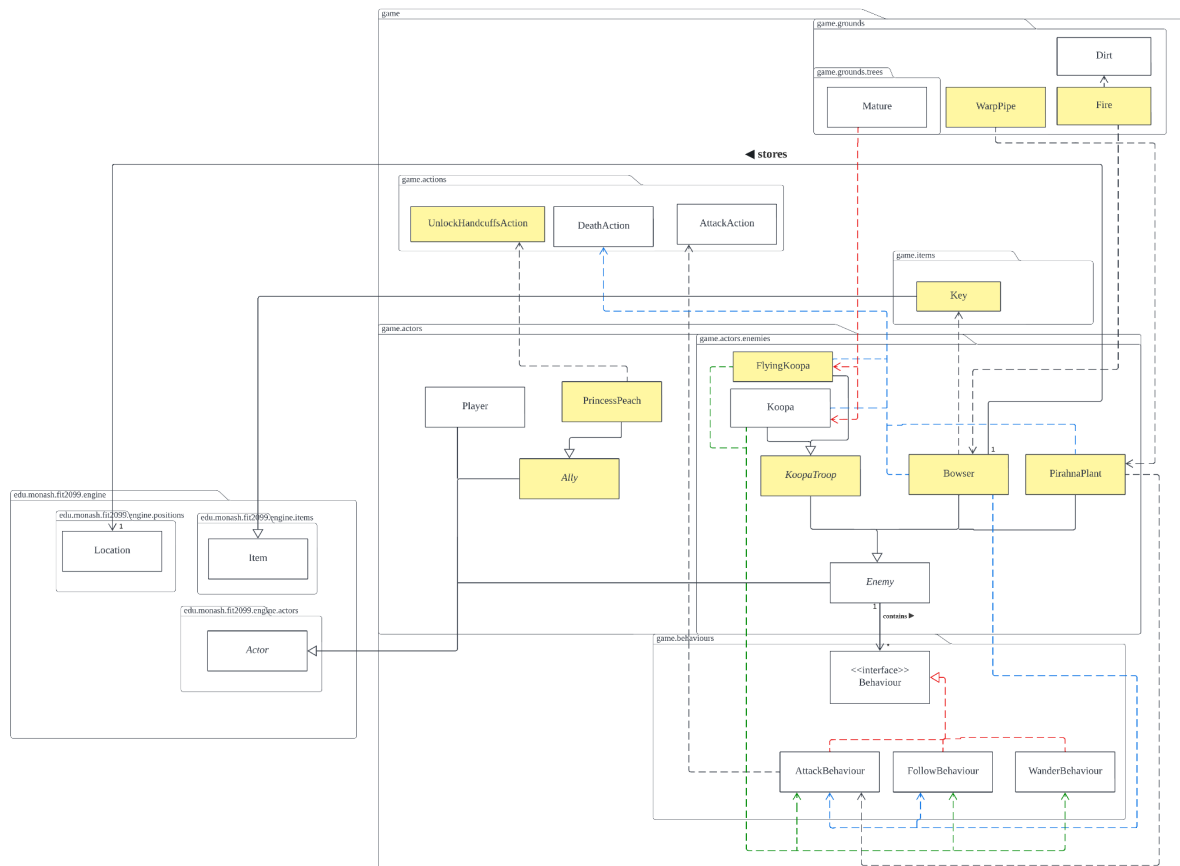 game
game.grounds
Dirt
game.grounds.trees
Mature
WarpPipe
Fire
◀ stores
game.actions
UnlockHandcuffsAction
DeathAction
AttackAction
game.items
Key
game.actors
game.actors.enemies
FlyingKoopa
Player
PrincessPeach
Koopa
1
Ally
KoopaTroop
Bowser
PirahnaPlant
edu.monash.fit2099.engine
edu.monash.fit2099.engine.positions
edu.monash.fit2099.engine.items
1
Location
Item
Enemy
1
contains ▶
edu.monash.fit2099.engine.actors
Actor
game.behaviours
*
<<interface>>
Behaviour
AttackBehaviour
FollowBehaviour
WanderBehaviour